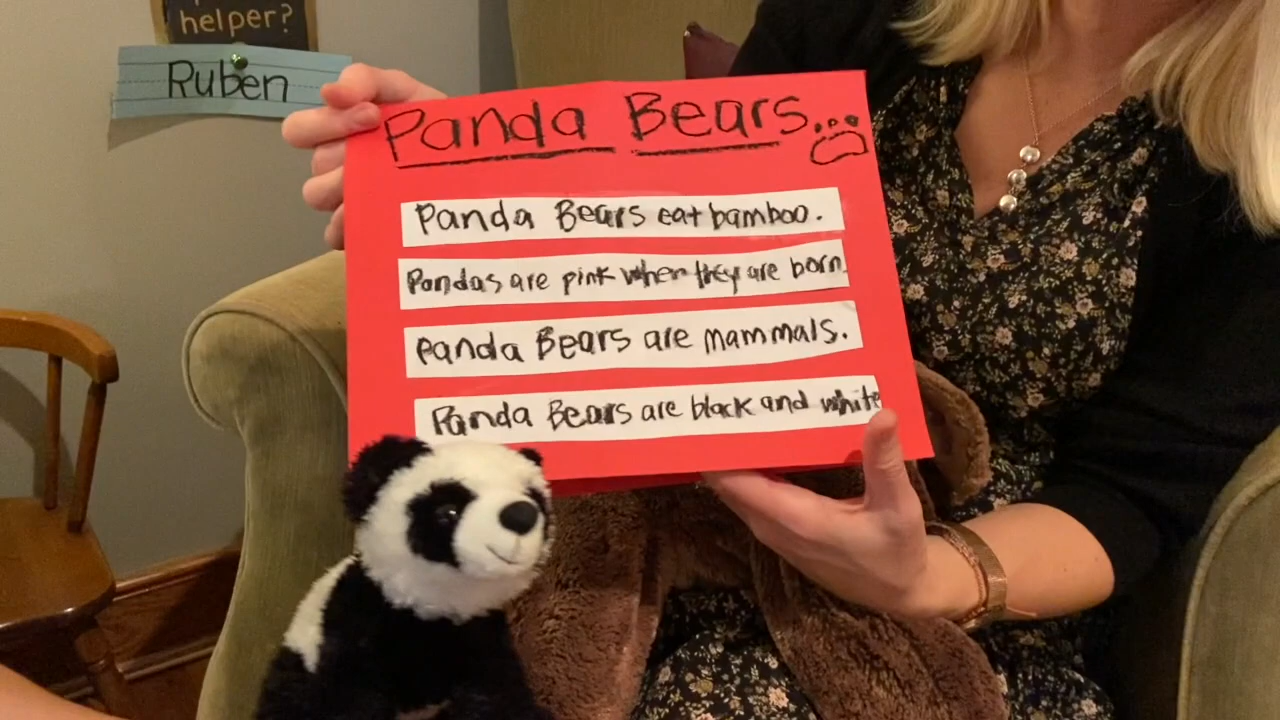 helper?
Ruben
Panda Bears
Panda Bears eat bamboo.
Pandas are pink when they are born.
Panda Bears are mammals.
Panda Bears are black and white